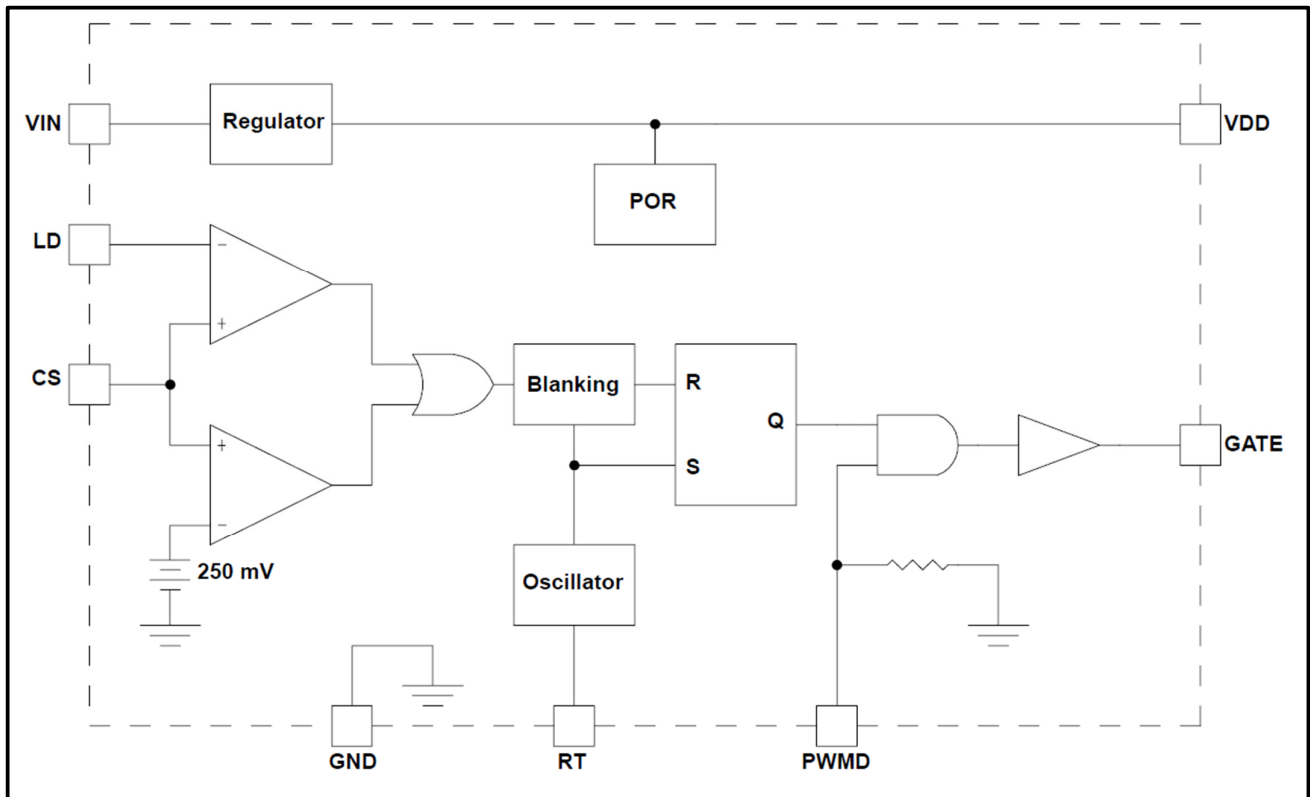 VIN
Regulator
VDD
POR
LD
−
+
CS
Blanking
R
Q
S
+
−
GATE
250 mV
Oscillator
GND
RT
PWMD